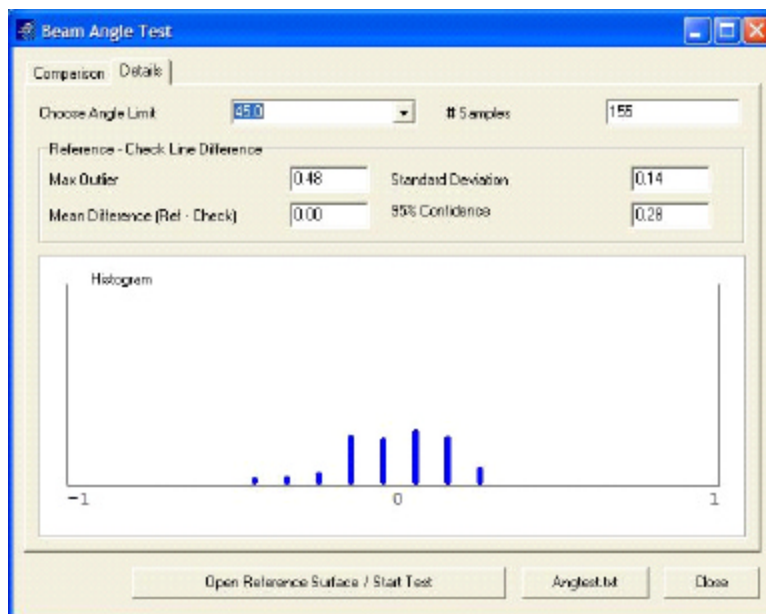 Beam Angle Test
Comparison Details
Choose Angle Limit 45.0 # Samples 155
Reference - Check Line Difference
Max Outlier 0.48 Standard Deviation 0.14
Mean Difference (Ref - Check) 0.00 95% Confidence 0.28
Histogram
-1 0 1
Open Reference Surface / Start Test Angtest.txt Close